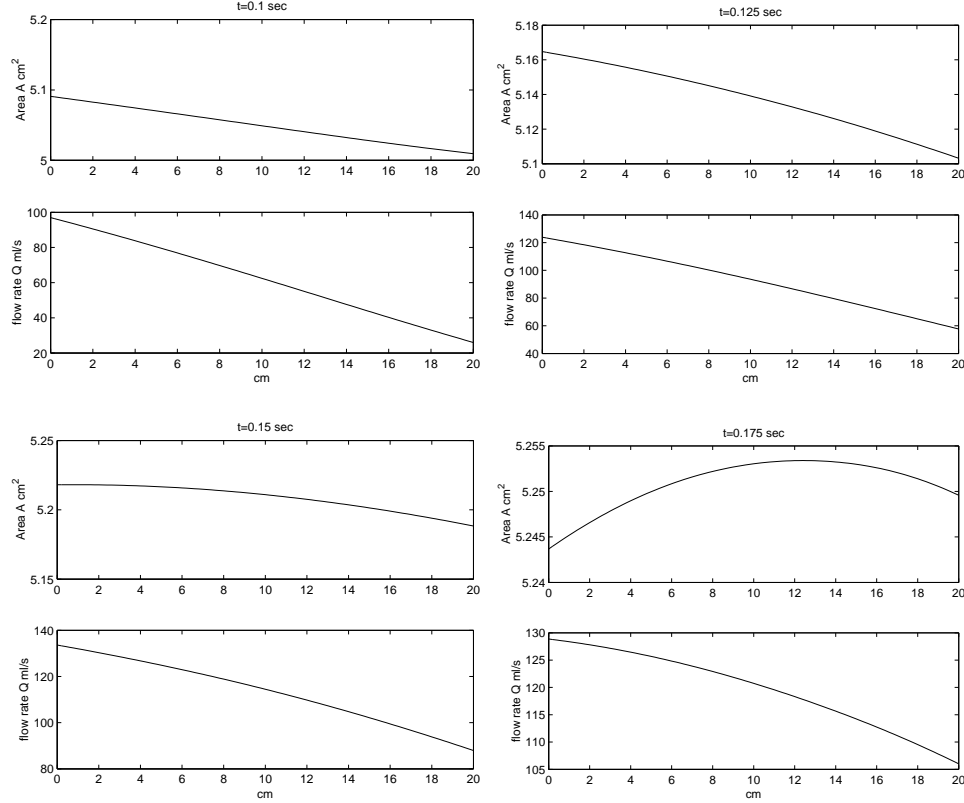 t=0.1 sec
Area A cm²
5.2
5.1
5
0 2 4 6 8 10 12 14 16 18 20
flow rate Q ml/s
100
80
60
40
20
0 2 4 6 8 10 12 14 16 18 20
cm
t=0.125 sec
Area A cm²
5.18
5.16
5.14
5.12
5.1
0 2 4 6 8 10 12 14 16 18 20
flow rate Q ml/s
140
120
100
80
60
40
0 2 4 6 8 10 12 14 16 18 20
cm
t=0.15 sec
Area A cm²
5.25
5.2
5.15
0 2 4 6 8 10 12 14 16 18 20
flow rate Q ml/s
140
120
100
80
0 2 4 6 8 10 12 14 16 18 20
cm
t=0.175 sec
Area A cm²
5.255
5.25
5.245
5.24
0 2 4 6 8 10 12 14 16 18 20
flow rate Q ml/s
130
125
120
115
110
105
0 2 4 6 8 10 12 14 16 18 20
cm